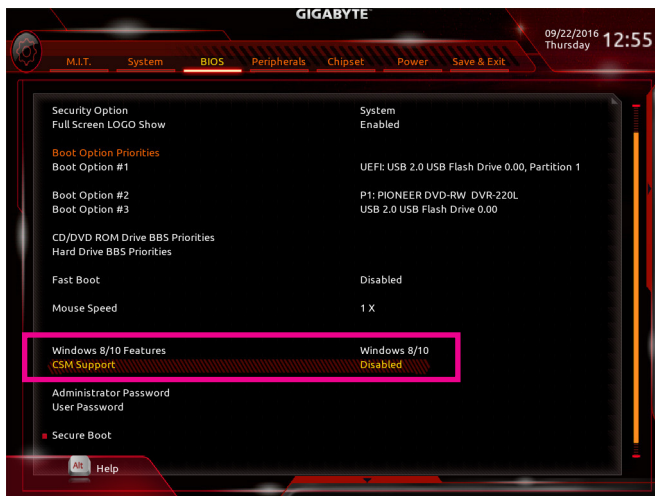 GIGABYTE™
09/22/2016
Thursday
12:55
M.I.T. System BIOS Peripherals Chipset Power Save & Exit
Security Option System
Full Screen LOGO Show Enabled
Boot Option Priorities
Boot Option #1 UEFI: USB 2.0 USB Flash Drive 0.00, Partition 1
Boot Option #2 P1: PIONEER DVD-RW DVR-220L
Boot Option #3 USB 2.0 USB Flash Drive 0.00
CD/DVD ROM Drive BBS Priorities
Hard Drive BBS Priorities
Fast Boot Disabled
Mouse Speed 1 X
Windows 8/10 Features Windows 8/10
CSM Support Disabled
Administrator Password
User Password
Secure Boot
Alt Help